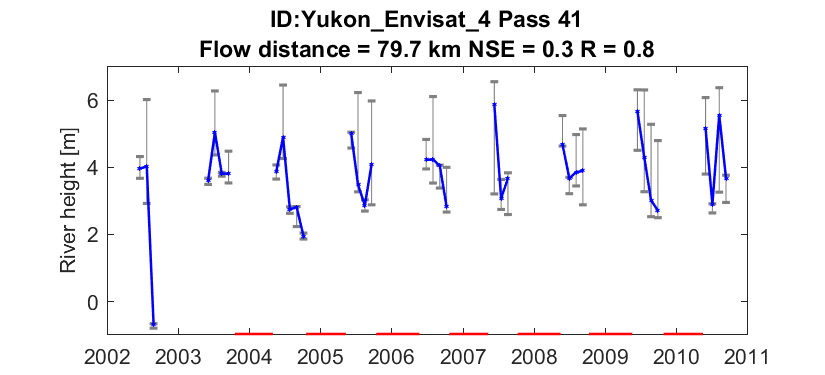 ID:Yukon_Envisat_4 Pass 41
Flow distance = 79.7 km NSE = 0.3 R = 0.8
River height [m]
6
4
2
0
2002 2003 2004 2005 2006 2007 2008 2009 2010 2011